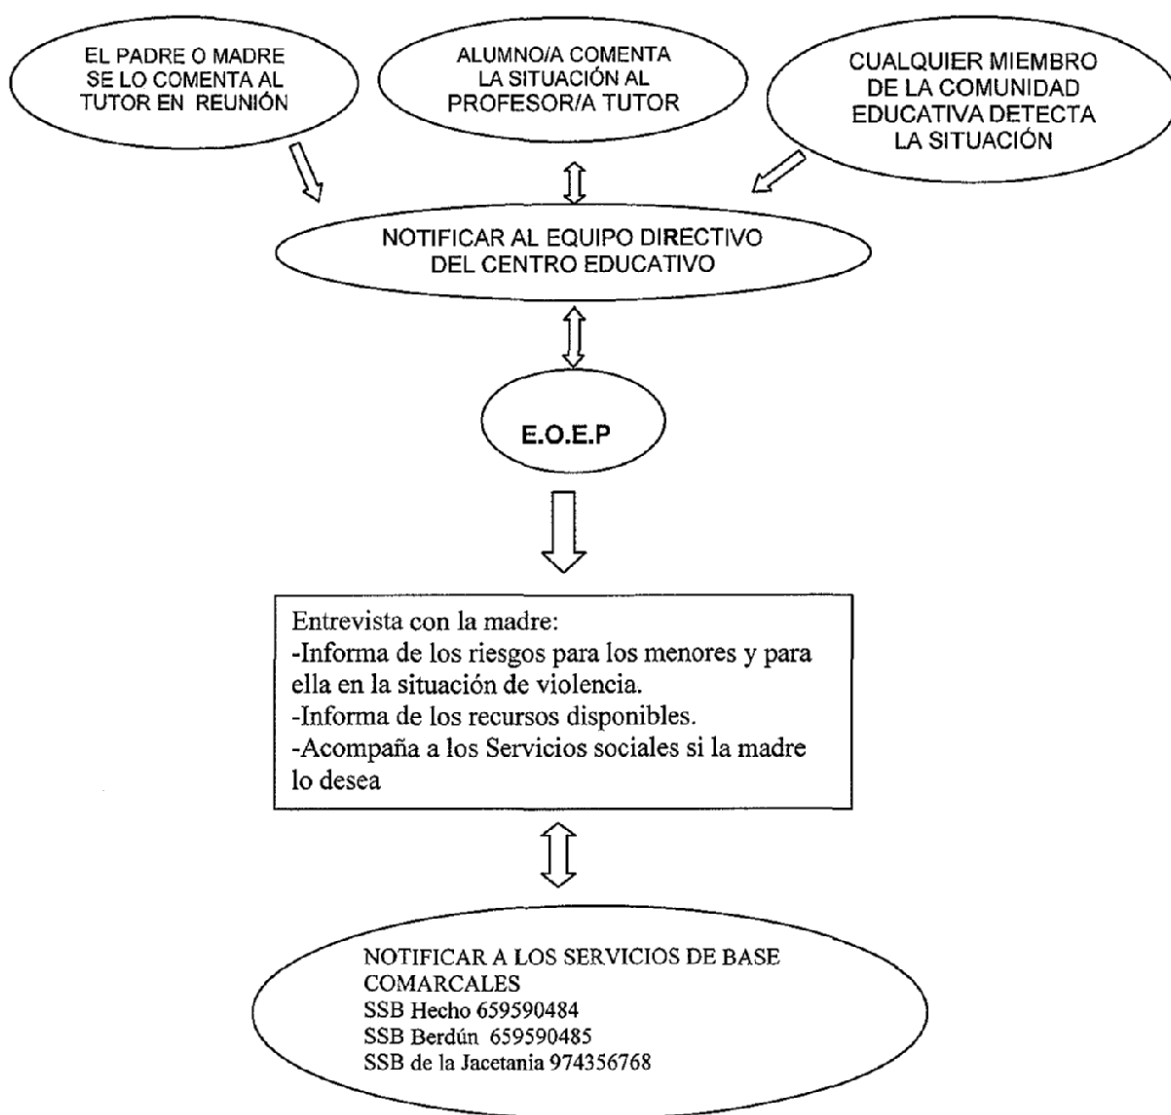 EL PADRE O MADRE
SE LO COMENTA AL
TUTOR EN REUNIÓN
ALUMNO/A COMENTA
LA SITUACIÓN AL
PROFESOR/A TUTOR
CUALQUIER MIEMBRO
DE LA COMUNIDAD
EDUCATIVA DETECTA
LA SITUACIÓN
NOTIFICAR AL EQUIPO DIRECTIVO
DEL CENTRO EDUCATIVO
E.O.E.P
Entrevista con la madre:
-Informa de los riesgos para los menores y para
ella en la situación de violencia.
-Informa de los recursos disponibles.
-Acompaña a los Servicios sociales si la madre
lo desea
NOTIFICAR A LOS SERVICIOS DE BASE
COMARCALES
SSB Hecho 659590484
SSB Berdún 659590485
SSB de la Jacetania 974356768